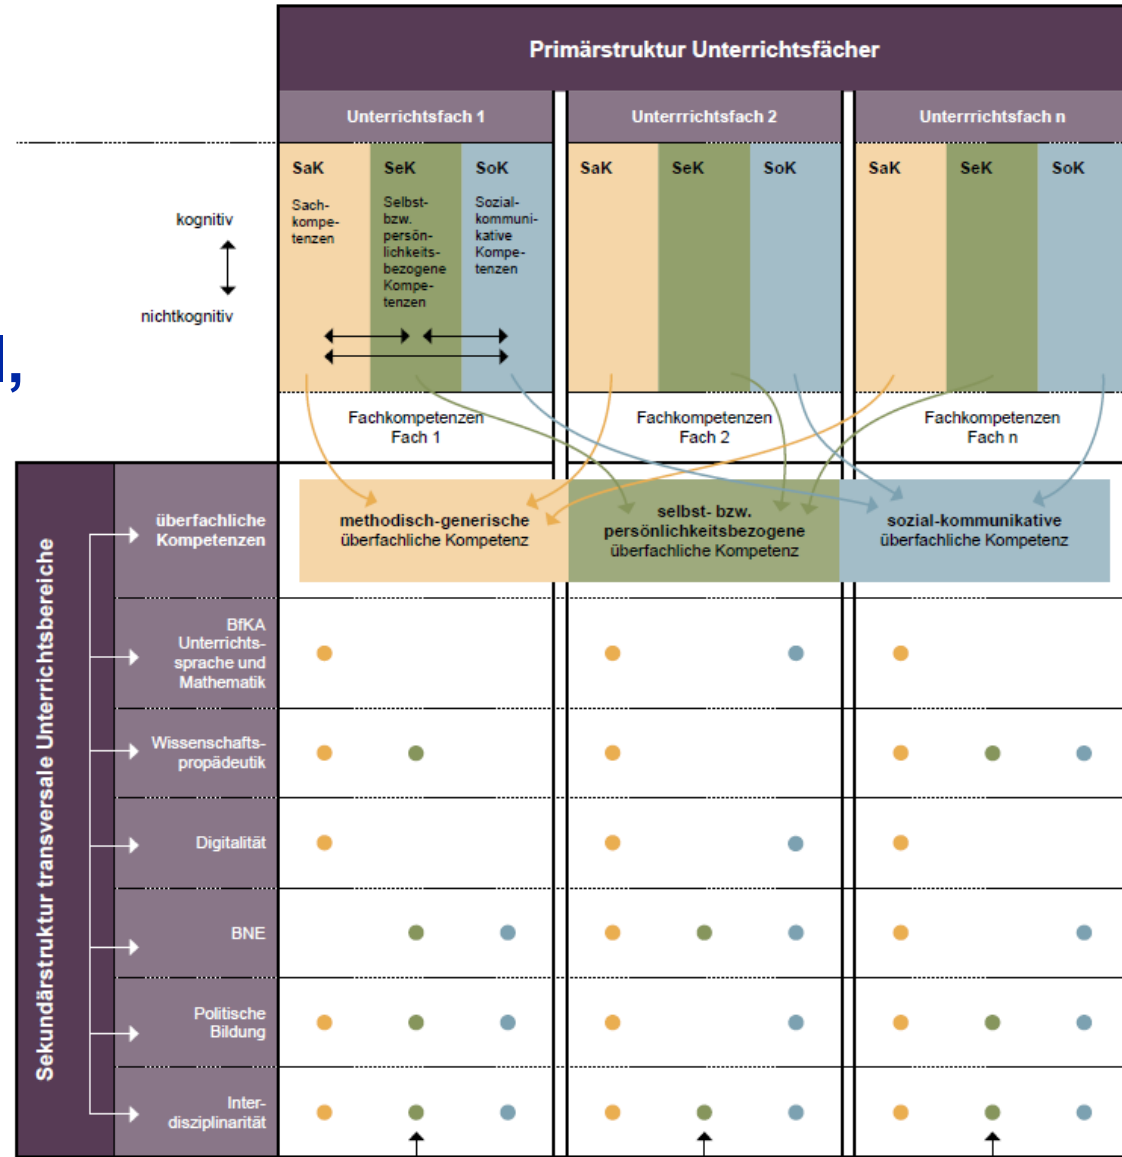 Primärstruktur Unterrichtsfächer
Unterrichtsfach 1
Unterrrichtsfach 2
Unterrrichtsfach n
SaK
Sach-
kompe-
tenzen
SeK
Selbst-
bzw.
persön-
lichkeits-
bezogene
Kompe-
tenzen
SoK
Sozial-
kommuni-
kative
Kompe-
tenzen
SaK
SeK
SoK
SaK
SeK
SoK
kognitiv
nichtkognitiv
Fachkompetenzen
Fach 1
Fachkompetenzen
Fach 2
Fachkompetenzen
Fach n
Sekundärstruktur transversale Unterrichtsbereiche
überfachliche
Kompetenzen
methodisch-generische
überfachliche Kompetenz
selbst- bzw.
persönlichkeitsbezogene
überfachliche Kompetenz
sozial-kommunikative
überfachliche Kompetenz
BfKA
Unterrichts-
sprache und
Mathematik
Wissenschafts-
propädeutik
Digitalität
BNE
Politische
Bildung
Inter-
disziplinarität